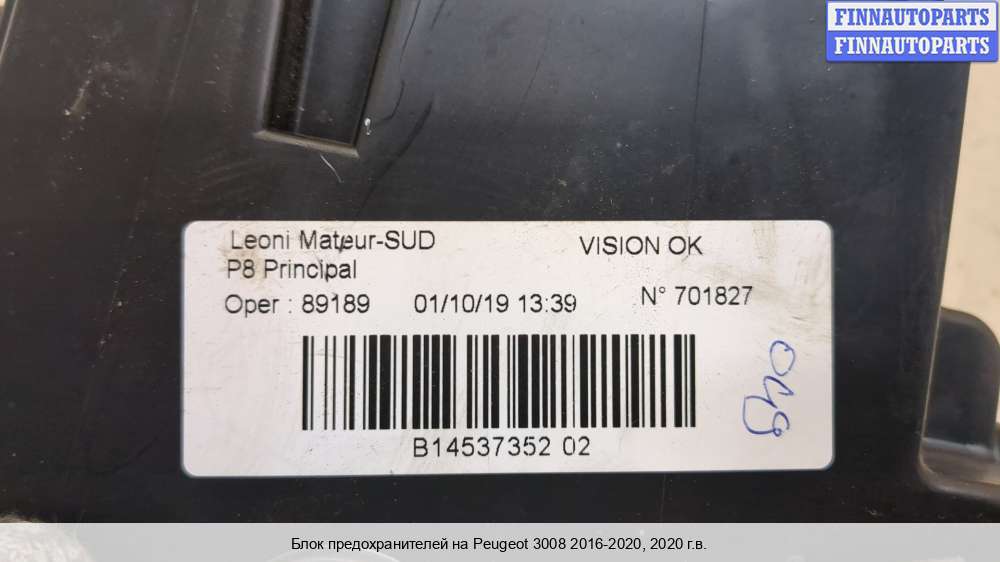 FINNAUTOPARTS
FINNAUTOPARTS
Leoni Mateur-SUD
VISION OK
P8 Principal
Oper : 89189 01/10/19 13:39 N° 701827
048
B14537352 02
Блок предохранителей на Peugeot 3008 2016-2020, 2020 г.в.